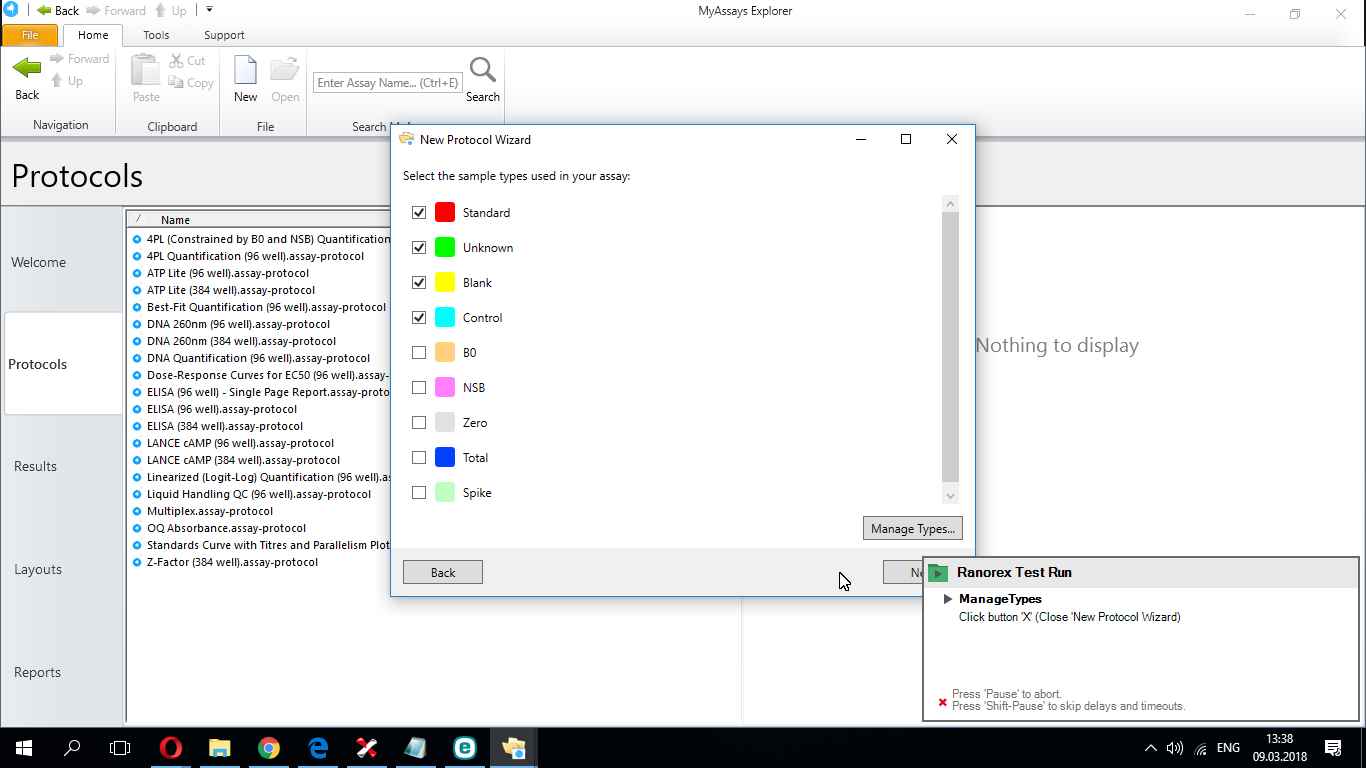 Back Forward Up
MyAssays Explorer
File Home Tools Support
Back
Forward
Up
Navigation
Paste
Cut
Copy
Clipboard
New
Open
File
Enter Assay Name... (Ctrl+E)
Search
Search
Protocols
Welcome
Protocols
Results
Layouts
Reports
Name
4PL (Constrained by B0 and NSB) Quantification
4PL Quantification (96 well).assay-protocol
ATP Lite (96 well).assay-protocol
ATP Lite (384 well).assay-protocol
Best-Fit Quantification (96 well).assay-protocol
DNA 260nm (96 well).assay-protocol
DNA 260nm (384 well).assay-protocol
DNA Quantification (96 well).assay-protocol
Dose-Response Curves for EC50 (96 well).assay-
ELISA (96 well) - Single Page Report.assay-proto
ELISA (96 well).assay-protocol
ELISA (384 well).assay-protocol
LANCE cAMP (96 well).assay-protocol
LANCE cAMP (384 well).assay-protocol
Linearized (Logit-Log) Quantification (96 well).as
Liquid Handling QC (96 well).assay-protocol
Multiplex.assay-protocol
OQ Absorbance.assay-protocol
Standards Curve with Titres and Parallelism Plot
Z-Factor (384 well).assay-protocol
New Protocol Wizard
Select the sample types used in your assay:
Standard
Unknown
Blank
Control
B0
NSB
Zero
Total
Spike
Manage Types...
Back
Ne
Nothing to display
Ranorex Test Run
ManageTypes
Click button 'X' (Close 'New Protocol Wizard)
Press 'Pause' to abort.
Press 'Shift-Pause' to skip delays and timeouts.
ENG
13:38
09.03.2018